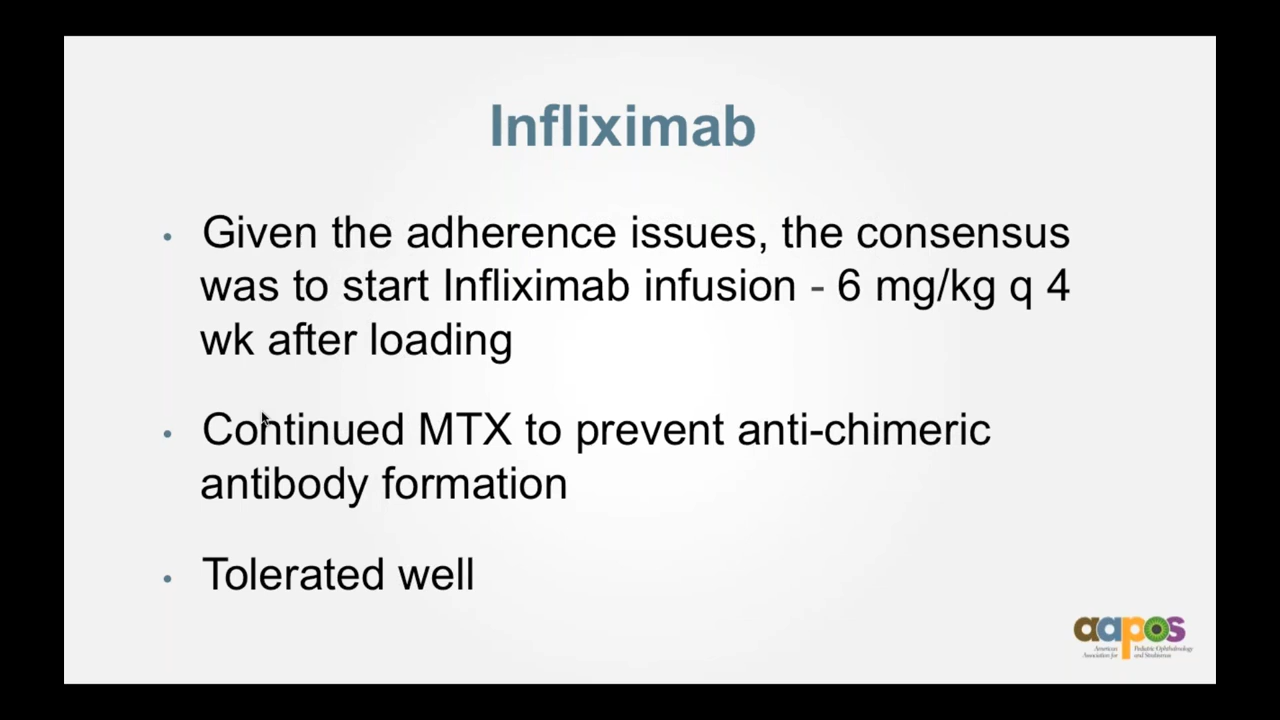 Infliximab
• Given the adherence issues, the consensus
was to start Infliximab infusion - 6 mg/kg q 4
wk after loading
• Continued MTX to prevent anti-chimeric
antibody formation
• Tolerated well
aapos
American Pediatric Ophthalmology
Association for and Strabismus